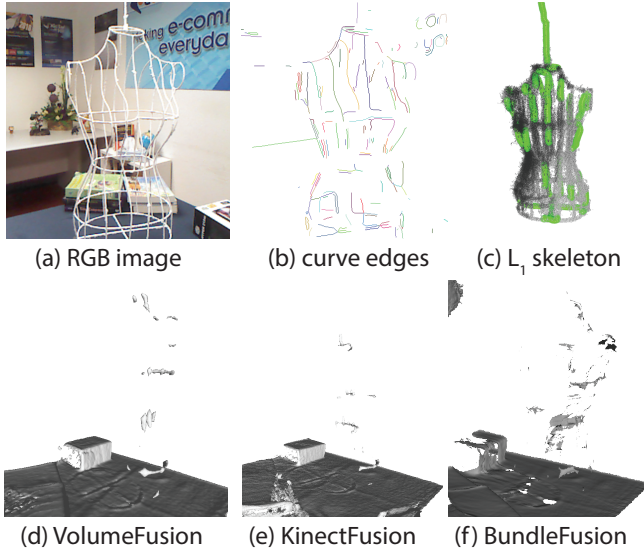 king e-comm
everyda
(a) RGB image
(b) curve edges
(c) L₁ skeleton
(d) VolumeFusion
(e) KinectFusion
(f) BundleFusion